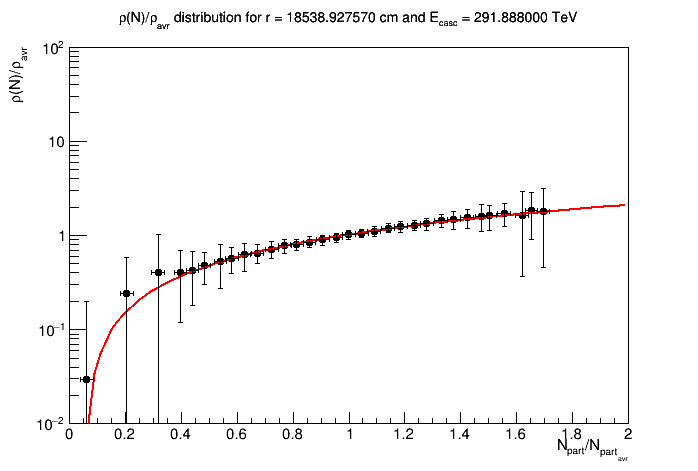 ρ(N)/ρavr distribution for r = 18538.927570 cm and Ecasc = 291.888000 TeV
ρ(N)/ρavr
10²
10
1
10⁻¹
10⁻²
0 0.2 0.4 0.6 0.8 1 1.2 1.4 1.6 1.8 2
Npart/Npartavr